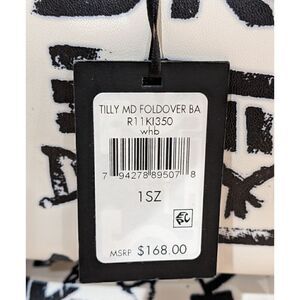 TILLY MD FOLDOVER BA
R11KI350
whb
7 94278 89507 8
1SZ
MSRP $168.00